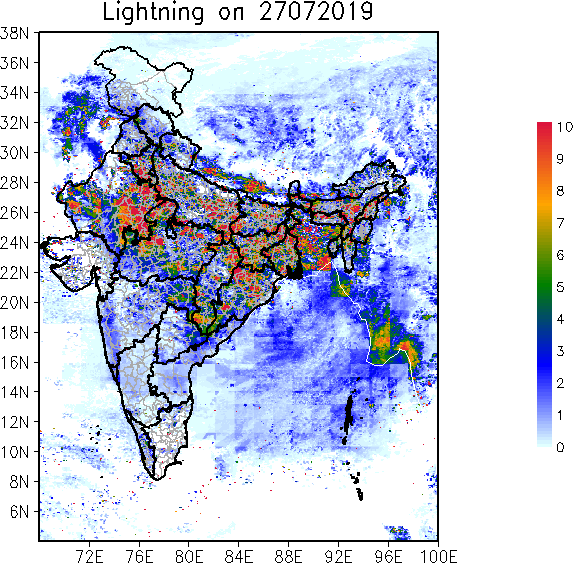 Lightning on 27072019
38N
36N
34N
32N
30N
28N
26N
24N
22N
20N
18N
16N
14N
12N
10N
8N
6N
72E 76E 80E 84E 88E 92E 96E 100E
10
9
8
7
6
5
4
3
2
1
0